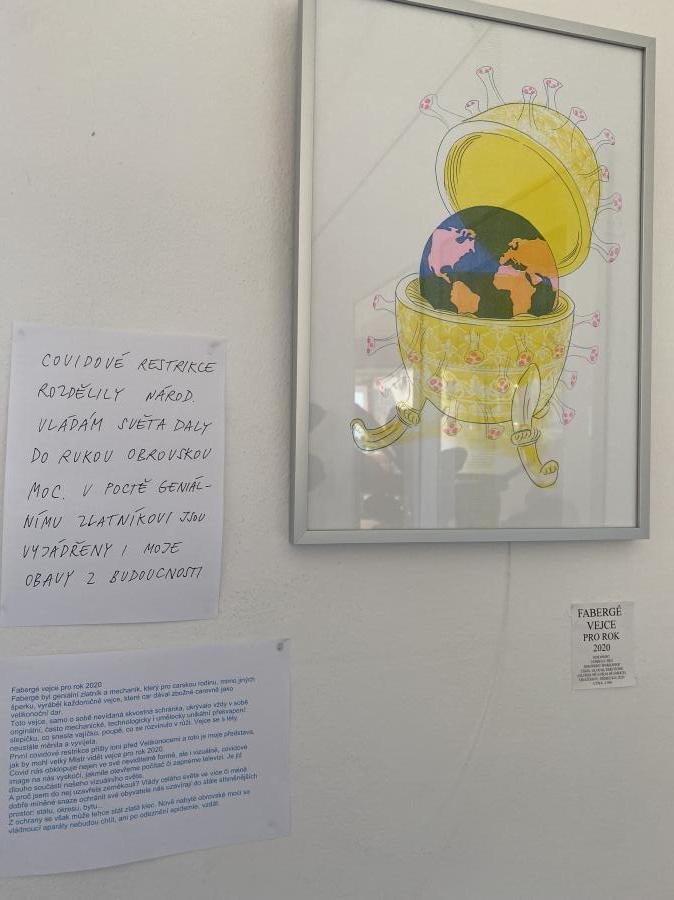 COVIDOVÉ RESTRIKCE
ROZDĚLILY NÁROD.
VLÁDÁM SVĚTA DALY
DO RUKOU OBROVSKOU
MOC. V POCTĚ GENIÁL-
NÍMU ZLATNÍKOVI JSOU
VYJÁDŘENY I MOJE
OBAVY Z BUDOUCNOSTI
Fabergé vejce pro rok 2020
Fabergé byl geniální zlatník a mechanik, který pro carskou rodinu, mimo jiných
šperku, vyráběl každoročně vejce, které car dával zbožné carevně jako
velikonoční dar.
Toto vejce, samo o sobě nevídaná skvostná schránka, ukrývalo vždy v sobě
originální, často mechanické, technologicky i umělecky unikátní překvapení:
slepičku, co snesla vajíčko, poupě, co se rozvinulo v růži. Vejce se s léty
neustále měnila a vyvíjela.
První covidové restrikce přišly loni před Velikonocemi a toto je moje představa,
jak by mohl velký Mistr vidět vejce pro rok 2020.
Covid nás obklopuje nejen ve své neviditelné formě, ale i vizuálně, covidové
image na nás vyskočí, jakmile otevřeme počítač či zapneme televizi. Je již
dlouho součástí našeho vizuálního světa.
A proč jsem do nej uzavřela zeměkouli? Vlády celého světa ve více či méně
dobře míněné snaze ochránit své obyvatele nás uzavírají do stále stísněnějších
prostor: státu, okresu, bytu...
Z ochrany se však může lehce stát zlatá klec. Nově nabyté obrovské moci se
vládnoucí aparáty nebudou chtít, ani po odeznění epidemie, vzdát.
FABERGÉ
VEJCE
PRO ROK
2020